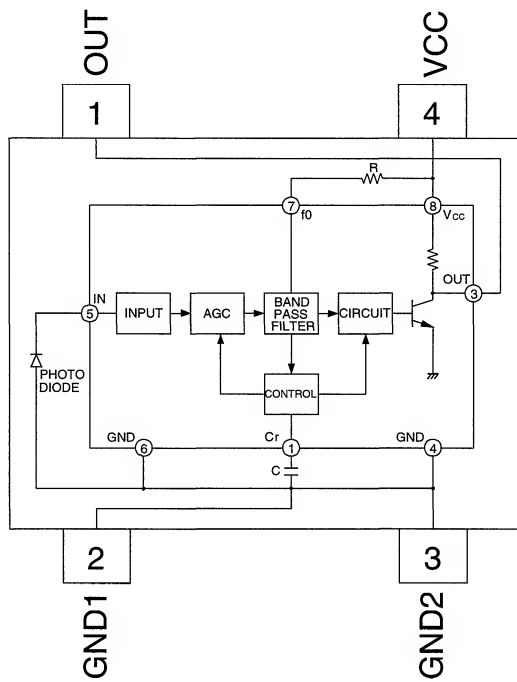 OUT
VCC
1
4
R
7
f0
8
Vcc
OUT
3
IN
5
INPUT
AGC
BAND
PASS
FILTER
CIRCUIT
PHOTO
DIODE
CONTROL
GND
6
Cr
1
GND
4
C
2
3
GND1
GND2